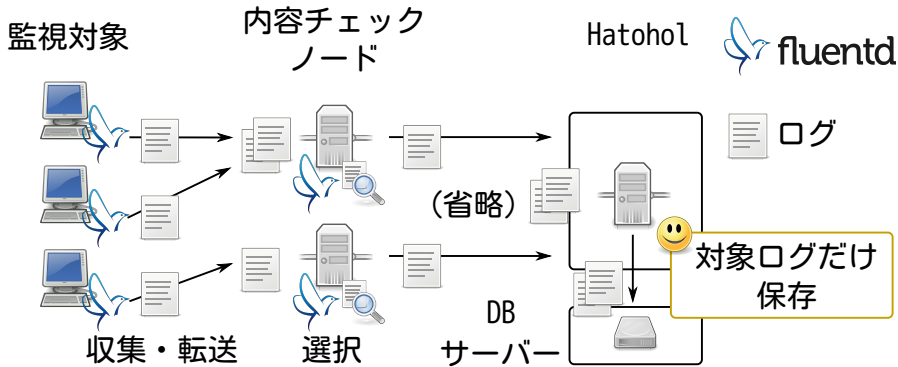 監視対象
内容チェック
ノード
Hatohol
fluentd
ログ
(省略)
対象ログだけ
保存
DB
サーバー
収集・転送
選択